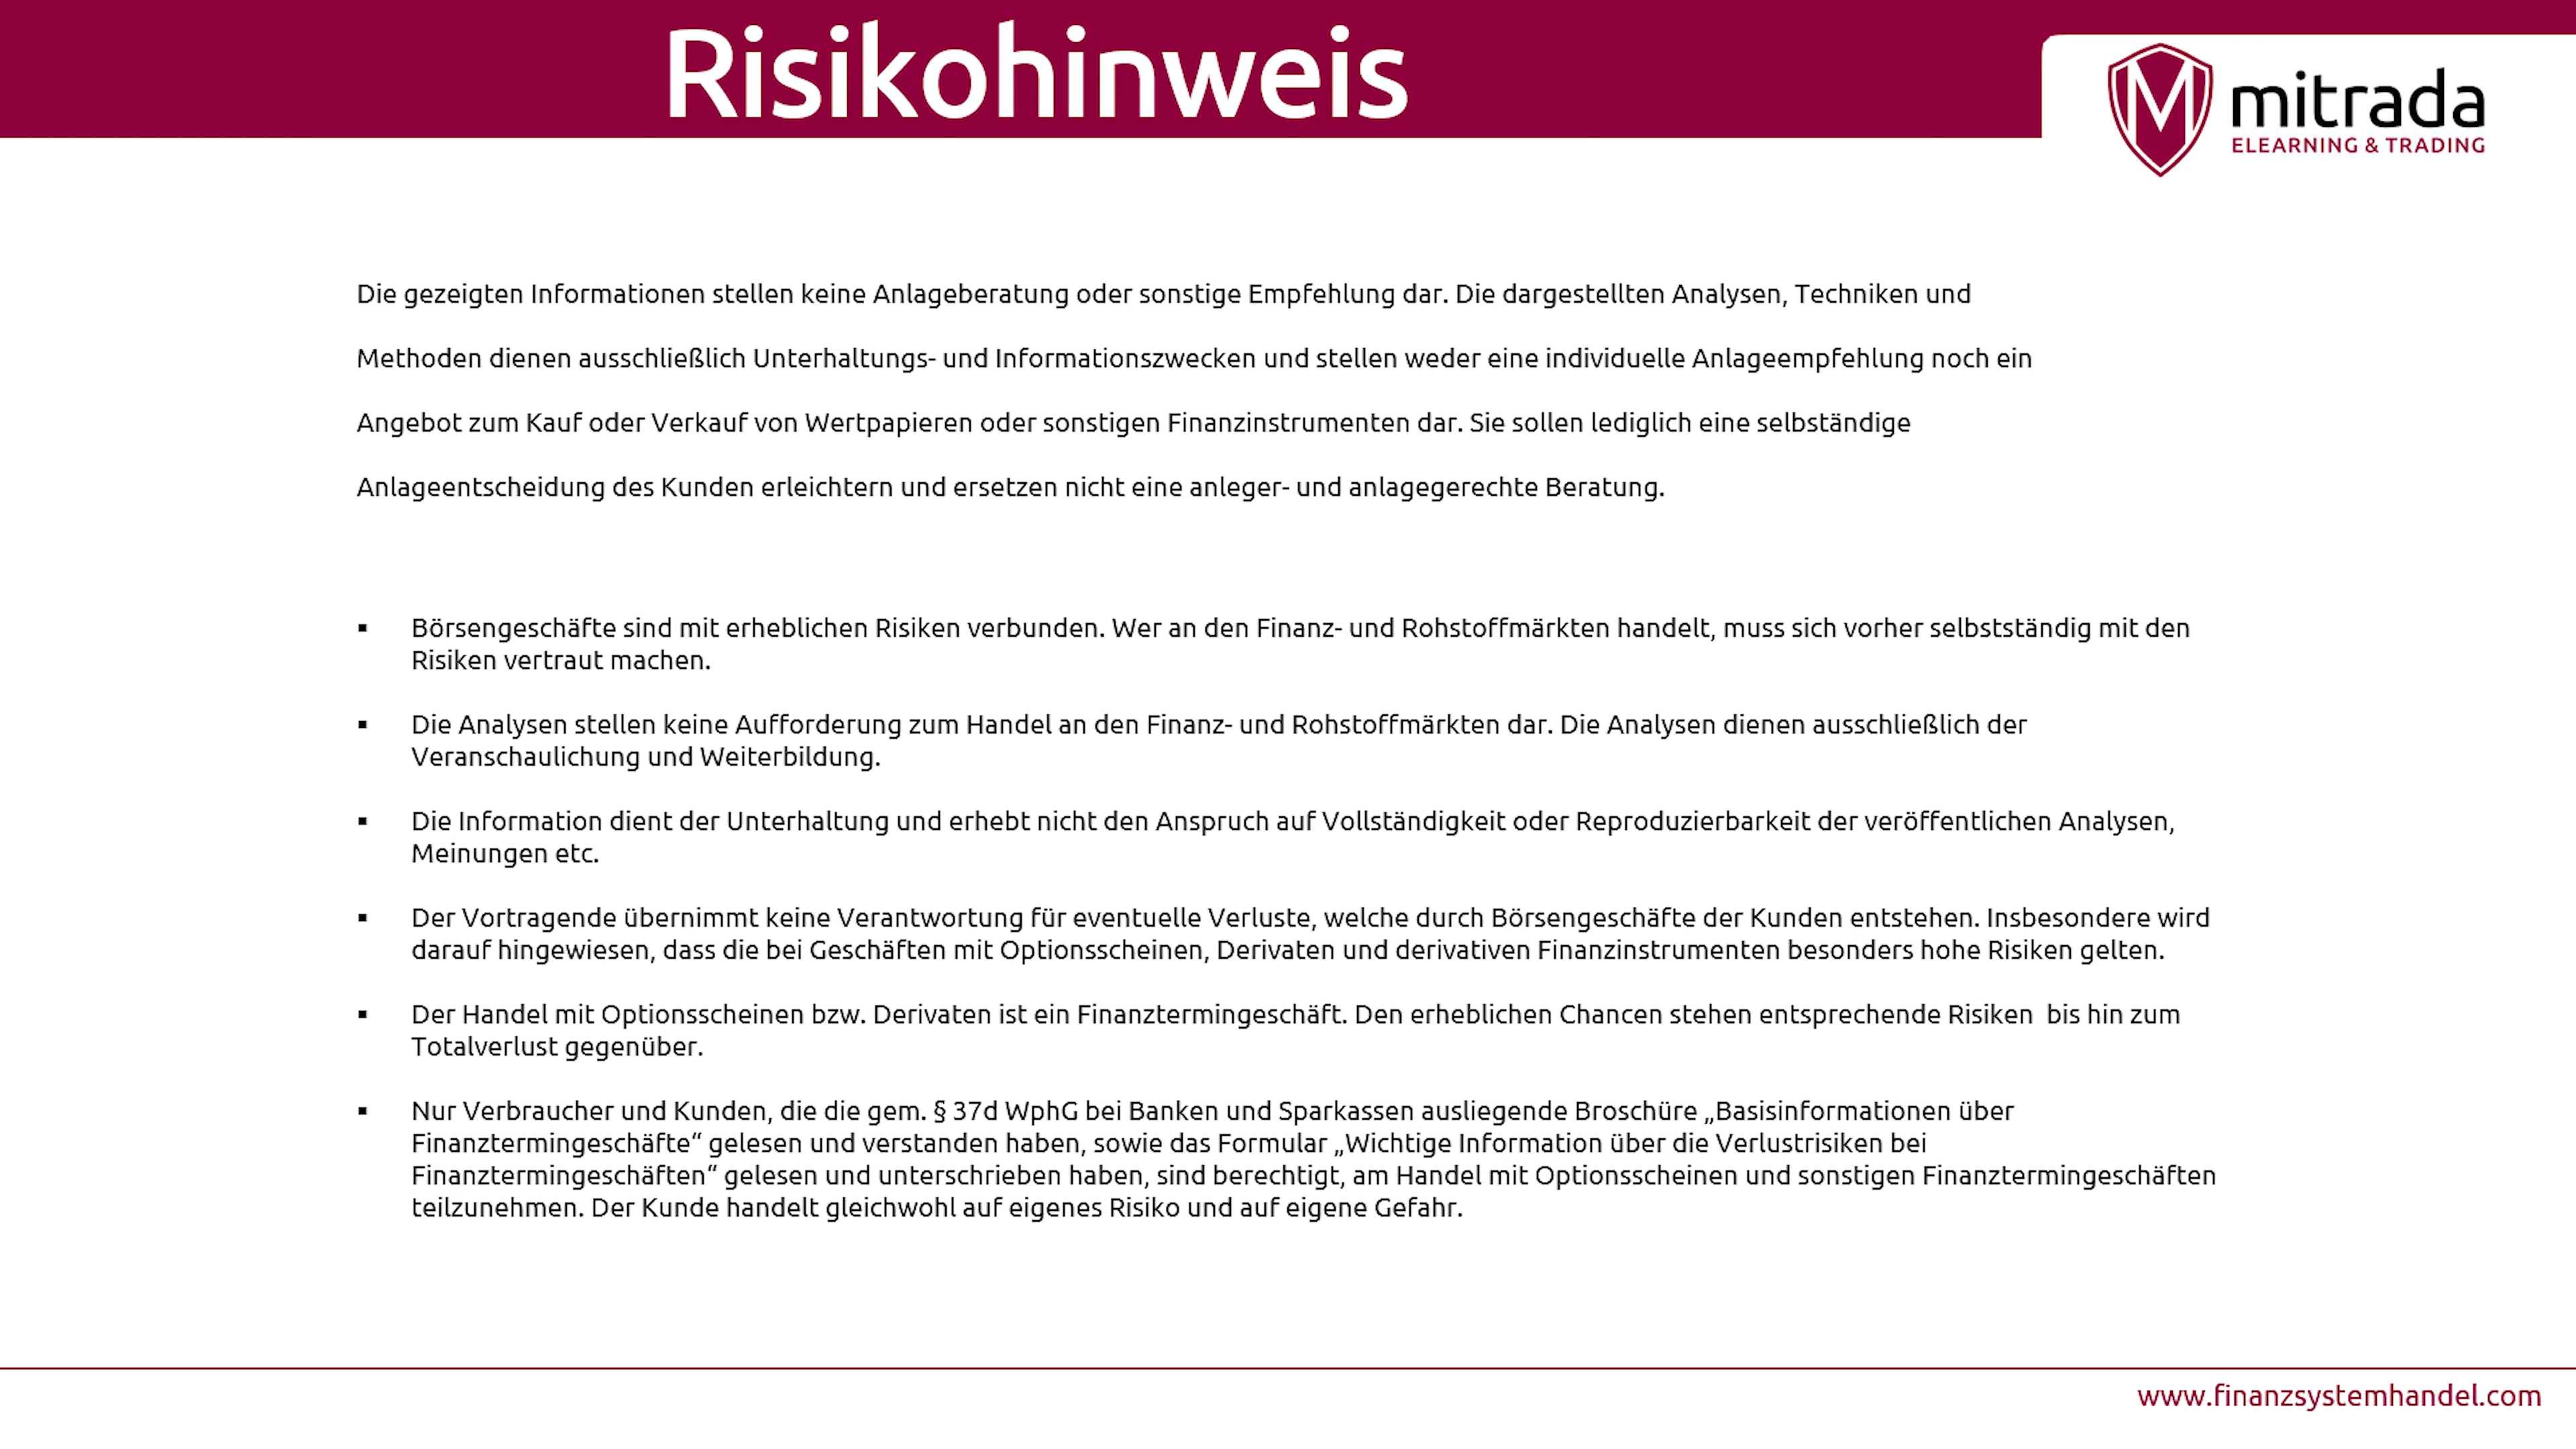 Risikohinweis
M
mitrada
ELEARNING & TRADING
Die gezeigten Informationen stellen keine Anlageberatung oder sonstige Empfehlung dar. Die dargestellten Analysen, Techniken und
Methoden dienen ausschließlich Unterhaltungs- und Informationszwecken und stellen weder eine individuelle Anlageempfehlung noch ein
Angebot zum Kauf oder Verkauf von Wertpapieren oder sonstigen Finanzinstrumenten dar. Sie sollen lediglich eine selbständige
Anlageentscheidung des Kunden erleichtern und ersetzen nicht eine anleger- und anlagegerechte Beratung.
▪ Börsengeschäfte sind mit erheblichen Risiken verbunden. Wer an den Finanz- und Rohstoffmärkten handelt, muss sich vorher selbstständig mit den
Risiken vertraut machen.
▪ Die Analysen stellen keine Aufforderung zum Handel an den Finanz- und Rohstoffmärkten dar. Die Analysen dienen ausschließlich der
Veranschaulichung und Weiterbildung.
▪ Die Information dient der Unterhaltung und erhebt nicht den Anspruch auf Vollständigkeit oder Reproduzierbarkeit der veröffentlichen Analysen,
Meinungen etc.
▪ Der Vortragende übernimmt keine Verantwortung für eventuelle Verluste, welche durch Börsengeschäfte der Kunden entstehen. Insbesondere wird
darauf hingewiesen, dass die bei Geschäften mit Optionsscheinen, Derivaten und derivativen Finanzinstrumenten besonders hohe Risiken gelten.
▪ Der Handel mit Optionsscheinen bzw. Derivaten ist ein Finanztermingeschäft. Den erheblichen Chancen stehen entsprechende Risiken  bis hin zum
Totalverlust gegenüber.
▪ Nur Verbraucher und Kunden, die die gem. § 37d WphG bei Banken und Sparkassen ausliegende Broschüre „Basisinformationen über
Finanztermingeschäfte“ gelesen und verstanden haben, sowie das Formular „Wichtige Information über die Verlustrisiken bei
Finanztermingeschäften“ gelesen und unterschrieben haben, sind berechtigt, am Handel mit Optionsscheinen und sonstigen Finanztermingeschäften
teilzunehmen. Der Kunde handelt gleichwohl auf eigenes Risiko und auf eigene Gefahr.
www.finanzsystemhandel.com